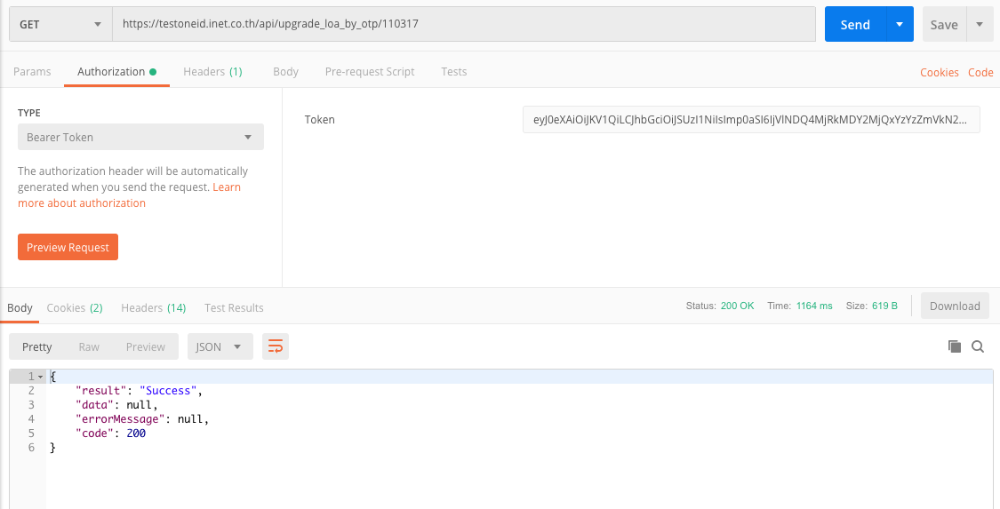 GET
https://testoneid.inet.co.th/api/upgrade_loa_by_otp/110317
Send
Save
Params
Authorization
Headers (1)
Body
Pre-request Script
Tests
Cookies
Code
TYPE
Bearer Token
The authorization header will be automatically
generated when you send the request. Learn
more about authorization
Preview Request
Token
eyJ0eXAiOiJKV1QiLCJhbGciOiJSUzI1NiIsImp0aSI6IjVlNDQ4MjRkMDY2MjQxYzYzZmVkN2...
Body
Cookies (2)
Headers (14)
Test Results
Status: 200 OK
Time: 1164 ms
Size: 619 B
Download
Pretty
Raw
Preview
JSON
1 {
2 "result": "Success",
3 "data": null,
4 "errorMessage": null,
5 "code": 200
6 }